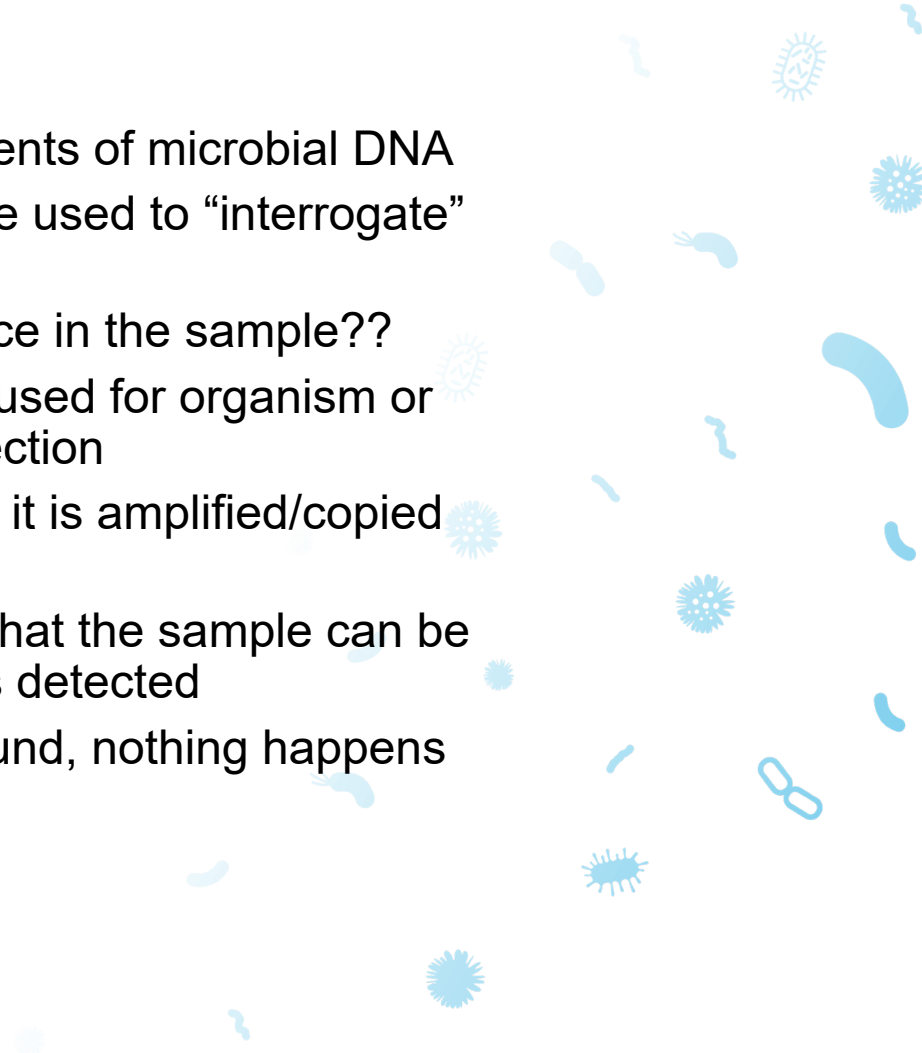 ents of microbial DNA
e used to “interrogate”
ce in the sample??
used for organism or
ection
it is amplified/copied
hat the sample can be
s detected
und, nothing happens